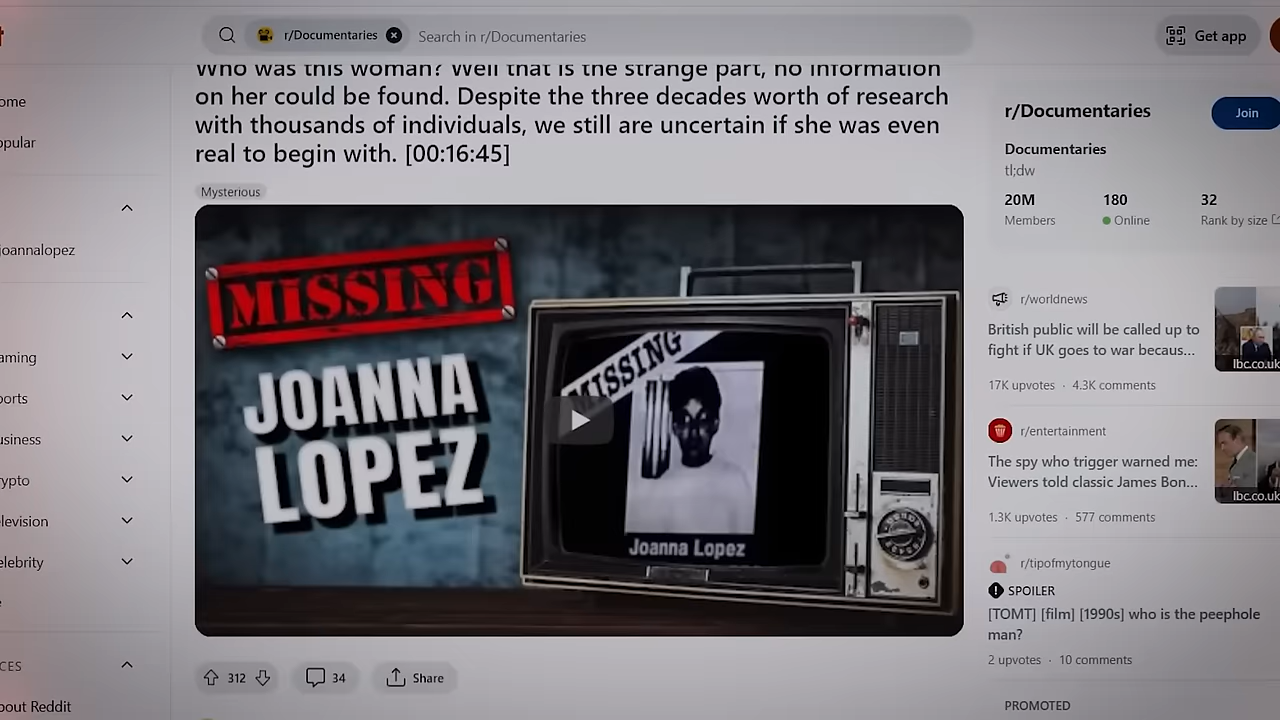 r/Documentaries
Search in r/Documentaries
Get app
ome
opular
joannalopez
aming
ports
usiness
rypto
elevision
elebrity
CES
bout Reddit
Who was this woman? Well that is the strange part, no information
on her could be found. Despite the three decades worth of research
with thousands of individuals, we still are uncertain if she was even
real to begin with. [00:16:45]
Mysterious
MISSING
JOANNA
LOPEZ
MISSING
Joanna Lopez
312
34
Share
r/Documentaries
Join
Documentaries
tl;dw
20M
180
32
Members
Online
Rank by size
r/worldnews
British public will be called up to
fight if UK goes to war becaus...
lbc.co.uk
17K upvotes · 4.3K comments
r/entertainment
The spy who trigger warned me:
Viewers told classic James Bon...
lbc.co.uk
1.3K upvotes · 577 comments
r/tipofmytongue
SPOILER
[TOMT] [film] [1990s] who is the peephole
man?
2 upvotes · 10 comments
PROMOTED